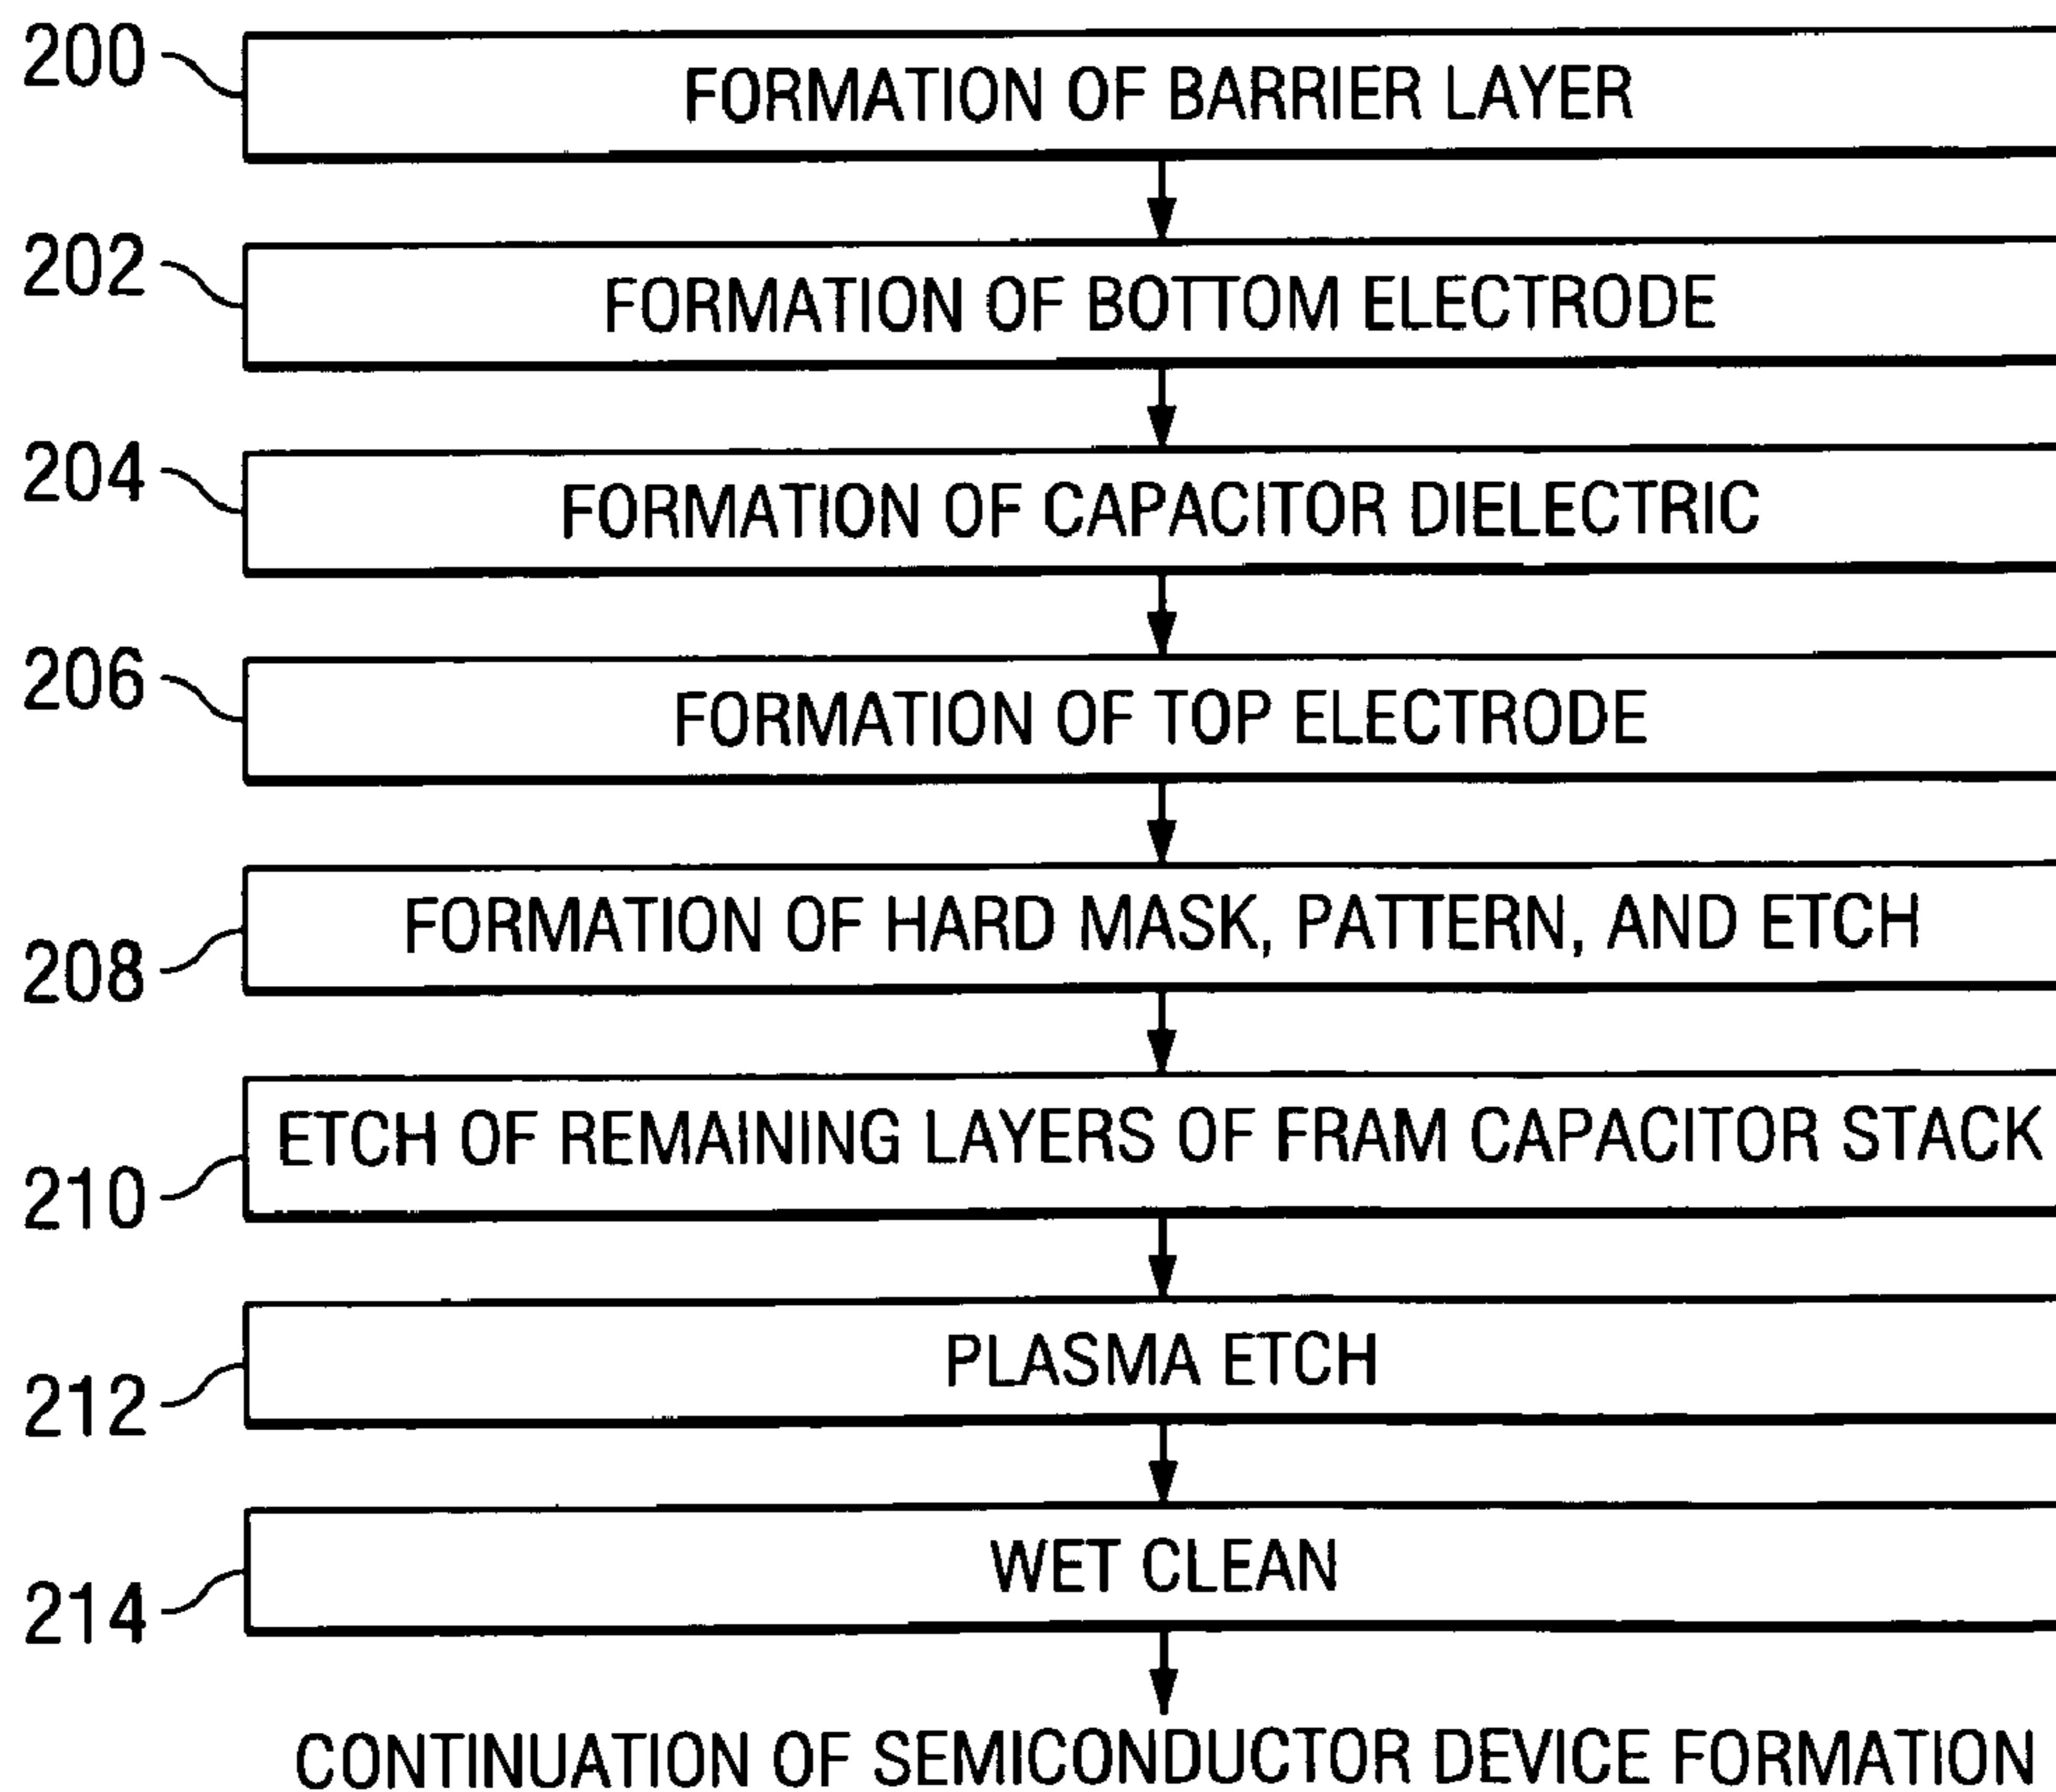 200 FORMATION OF BARRIER LAYER
202 FORMATION OF BOTTOM ELECTRODE
204 FORMATION OF CAPACITOR DIELECTRIC
206 FORMATION OF TOP ELECTRODE
208 FORMATION OF HARD MASK, PATTERN, AND ETCH
210 ETCH OF REMAINING LAYERS OF FRAM CAPACITOR STACK
212 PLASMA ETCH
214 WET CLEAN
CONTINUATION OF SEMICONDUCTOR DEVICE FORMATION